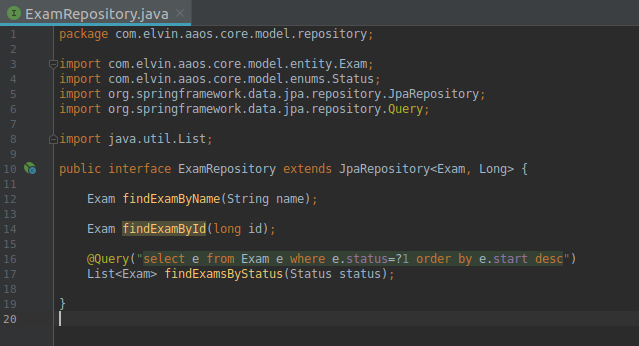 ExamRepository.java
1 package com.elvin.aaos.core.model.repository;
2
3 import com.elvin.aaos.core.model.entity.Exam;
4 import com.elvin.aaos.core.model.enums.Status;
5 import org.springframework.data.jpa.repository.JpaRepository;
6 import org.springframework.data.jpa.repository.Query;
7
8 import java.util.List;
9
10 public interface ExamRepository extends JpaRepository<Exam, Long> {
11
12 Exam findExamByName(String name);
13
14 Exam findExamById(long id);
15
16 @Query("select e from Exam e where e.status=?1 order by e.start desc")
17 List<Exam> findExamsByStatus(Status status);
18
19 }
20